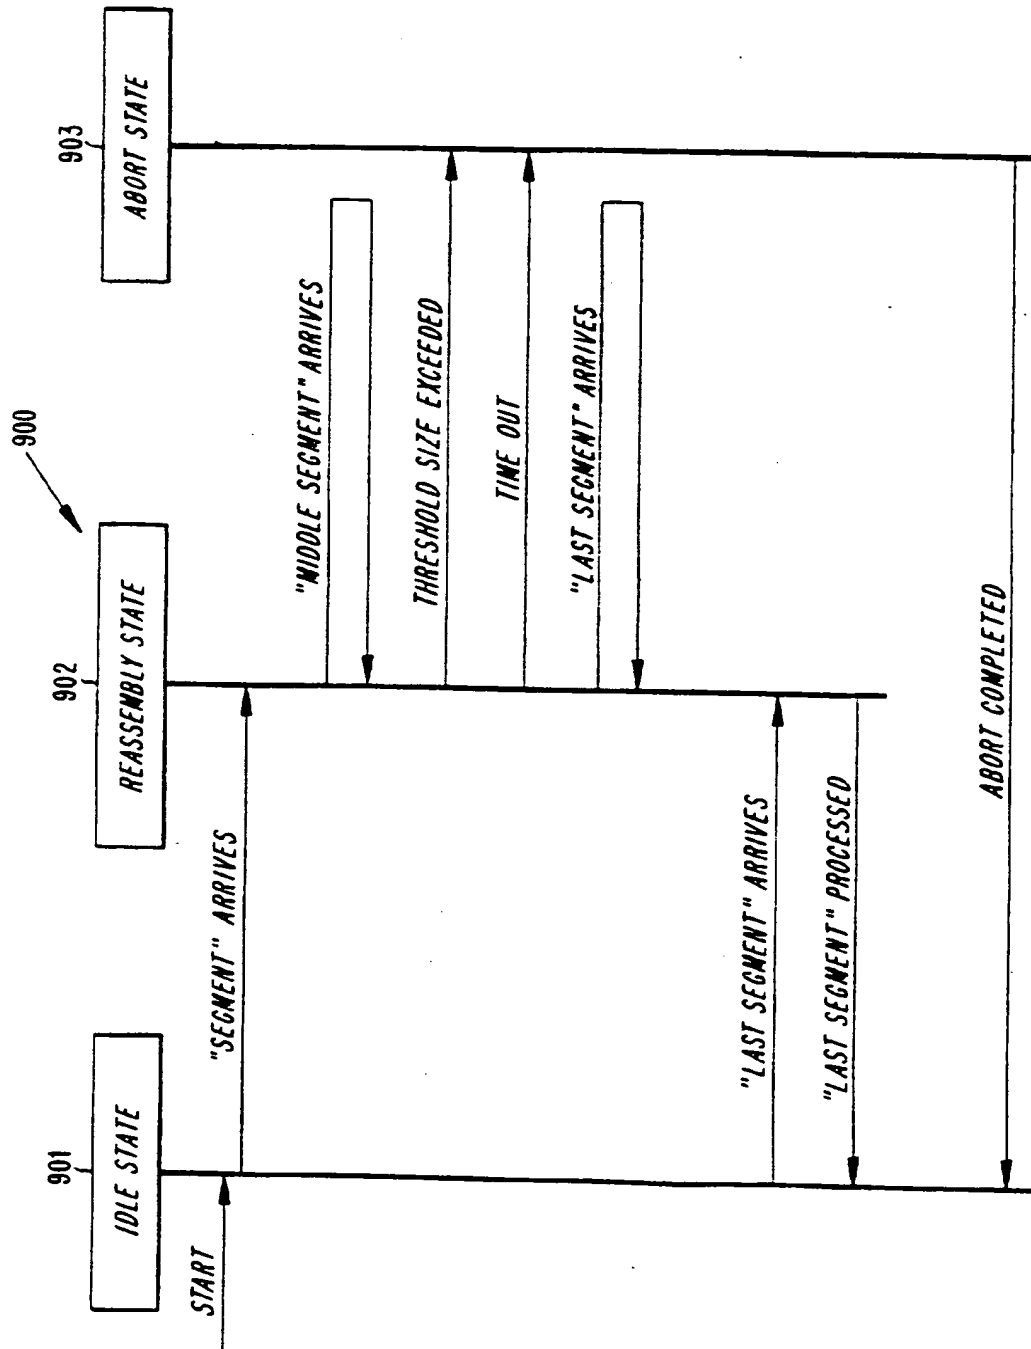 900
901
IDLE STATE
902
REASSEMBLY STATE
903
ABORT STATE
START
"SEGMENT" ARRIVES
"MIDDLE SEGMENT" ARRIVES
THRESHOLD SIZE EXCEEDED
TIME OUT
"LAST SEGMENT" ARRIVES
"LAST SEGMENT" ARRIVES
"LAST SEGMENT" PROCESSED
ABORT COMPLETED